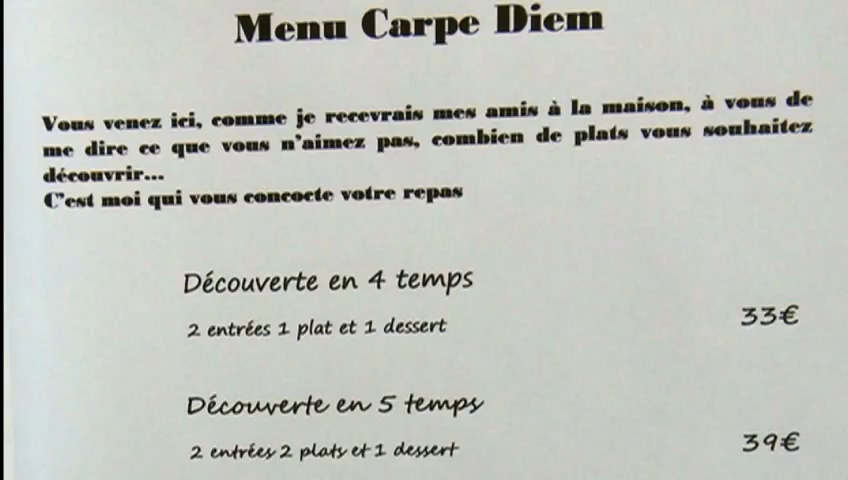 Menu Carpe Diem
Vous venez ici, comme je recevrais mes amis à la maison, à vous de
me dire ce que vous n'aimez pas, combien de plats vous souhaitez
découvrir...
C'est moi qui vous concocte votre repas
Découverte en 4 temps
2 entrées 1 plat et 1 dessert 33€
Découverte en 5 temps
2 entrées 2 plats et 1 dessert 39€